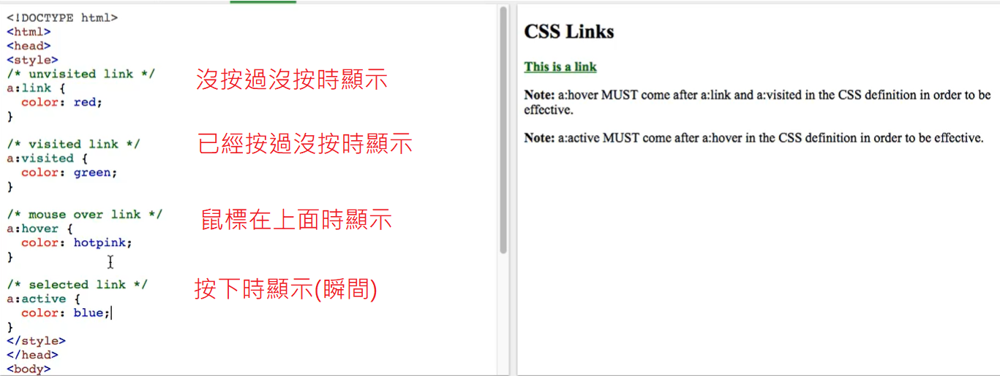 <!DOCTYPE html>
<html>
<head>
<style>
/* unvisited link */
沒按過沒按時顯示
a:link {
  color: red;
}
/* visited link */
已經按過沒按時顯示
a:visited {
  color: green;
}
/* mouse over link */
鼠標在上面時顯示
a:hover {
  color: hotpink;
}
/* selected link */
按下時顯示(瞬間)
a:active {
  color: blue;
}
</style>
</head>
<body>
CSS Links
This is a link
Note: a:hover MUST come after a:link and a:visited in the CSS definition in order to be
effective.
Note: a:active MUST come after a:hover in the CSS definition in order to be effective.